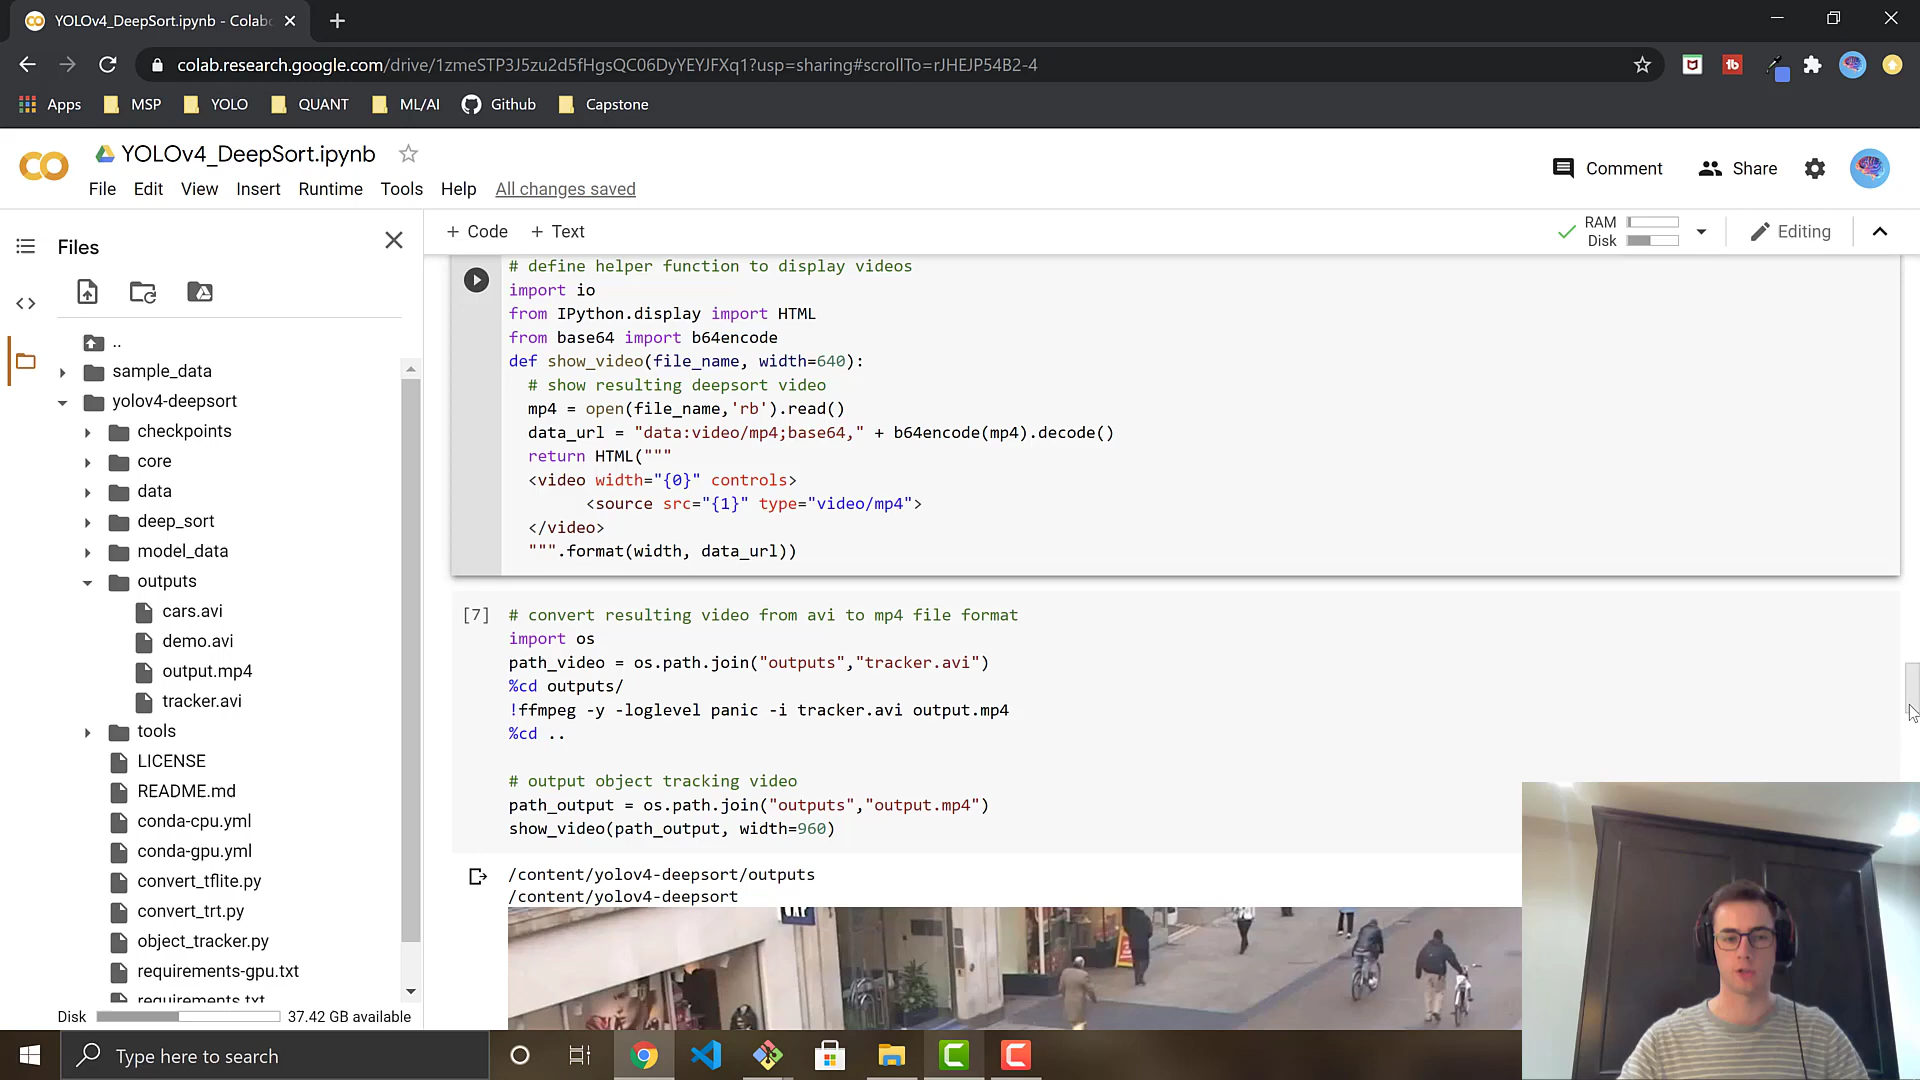 YOLOv4_DeepSort.ipynb - Colab
colab.research.google.com/drive/1zmeSTP3J5zu2d5fHgsQC06DyYEYJFXq1?usp=sharing#scrollTo=rJHEJP54B2-4
Apps MSP YOLO QUANT ML/AI Github Capstone
YOLOv4_DeepSort.ipynb
Comment Share
File Edit View Insert Runtime Tools Help All changes saved
Files
+ Code + Text
RAM
Disk
Editing
..
sample_data
yolov4-deepsort
checkpoints
core
data
deep_sort
model_data
outputs
cars.avi
demo.avi
output.mp4
tracker.avi
tools
LICENSE
README.md
conda-cpu.yml
conda-gpu.yml
convert_tflite.py
convert_trt.py
object_tracker.py
requirements-gpu.txt
requirements.txt
Disk 37.42 GB available
# define helper function to display videos
import io
from IPython.display import HTML
from base64 import b64encode
def show_video(file_name, width=640):
# show resulting deepsort video
mp4 = open(file_name,'rb').read()
data_url = "data:video/mp4;base64," + b64encode(mp4).decode()
return HTML("""
<video width="{0}" controls>
<source src="{1}" type="video/mp4">
</video>
""".format(width, data_url))
[7] # convert resulting video from avi to mp4 file format
import os
path_video = os.path.join("outputs","tracker.avi")
%cd outputs/
!ffmpeg -y -loglevel panic -i tracker.avi output.mp4
%cd ..
# output object tracking video
path_output = os.path.join("outputs","output.mp4")
show_video(path_output, width=960)
/content/yolov4-deepsort/outputs
/content/yolov4-deepsort
Type here to search